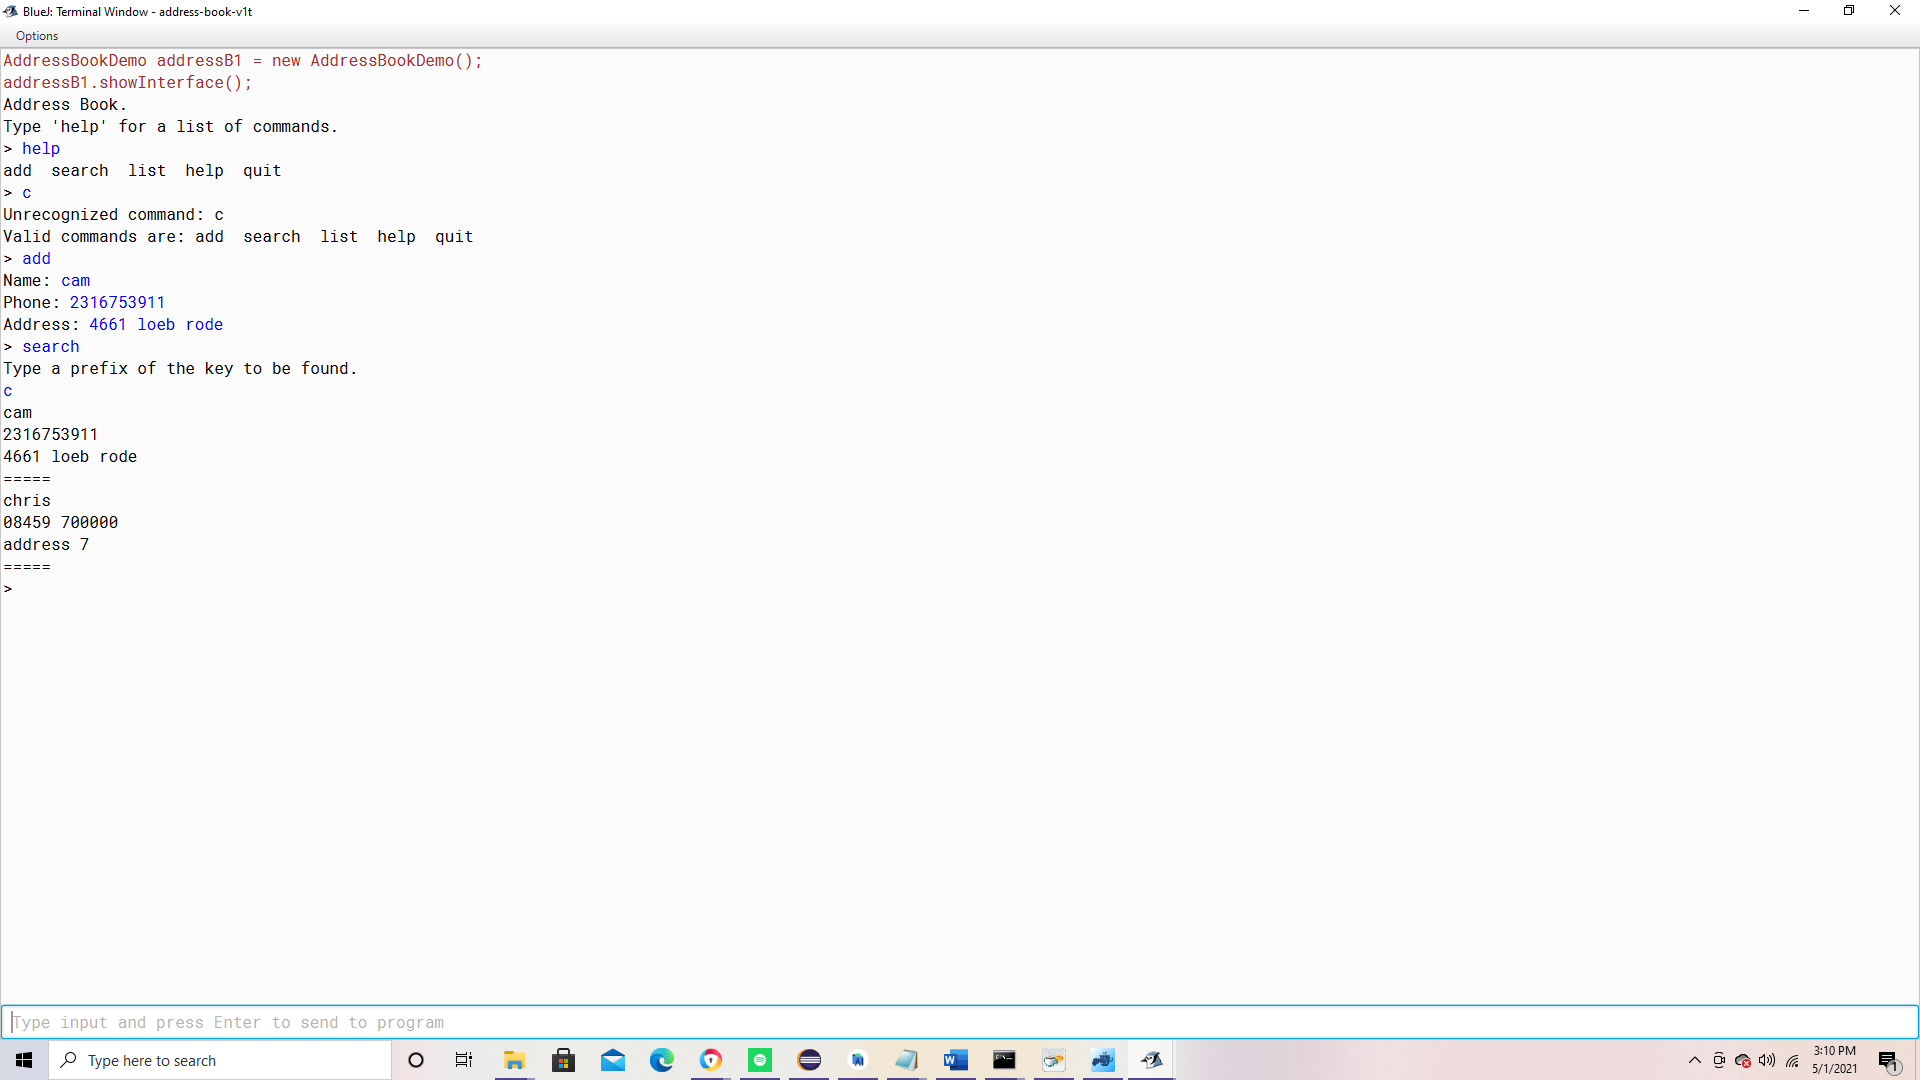 BlueJ: Terminal Window - address-book-v1t
Options
AddressBookDemo addressB1 = new AddressBookDemo();
addressB1.showInterface();
Address Book.
Type 'help' for a list of commands.
> help
add  search  list  help  quit
> c
Unrecognized command: c
Valid commands are: add  search  list  help  quit
> add
Name: cam
Phone: 2316753911
Address: 4661 loeb rode
> search
Type a prefix of the key to be found.
c
cam
2316753911
4661 loeb rode
=====
chris
08459 700000
address 7
=====
>
Type input and press Enter to send to program
Type here to search
3:10 PM
5/1/2021
1